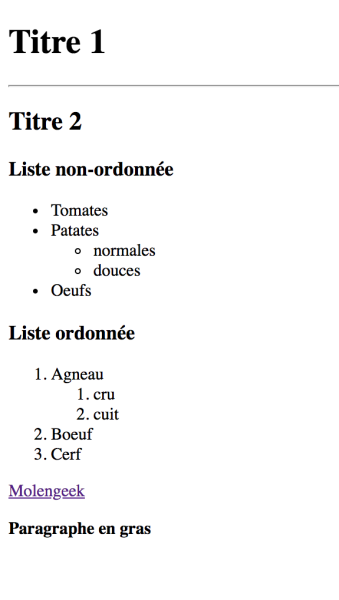 Titre 1
Titre 2
Liste non-ordonnée
• Tomates
• Patates
◦ normales
◦ douces
• Oeufs
Liste ordonnée
1. Agneau
1. cru
2. cuit
2. Boeuf
3. Cerf
Molengeek
Paragraphe en gras